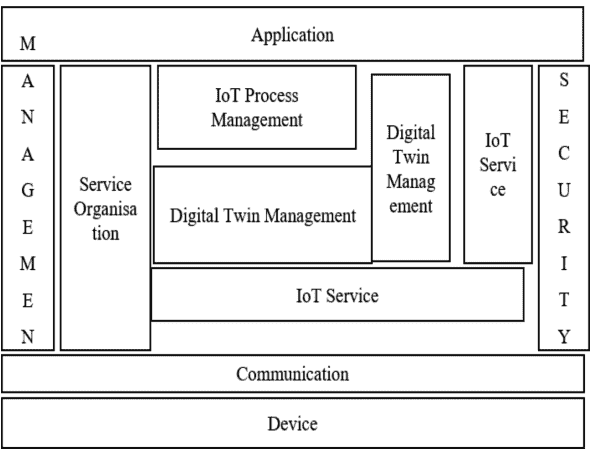 Application
M
A
N
A
G
E
M
E
N
Service
Organisa
tion
IoT Process
Management
Digital Twin Management
Digital
Twin
Manag
ement
IoT
Servi
ce
IoT Service
S
E
C
U
R
I
T
Y
Communication
Device